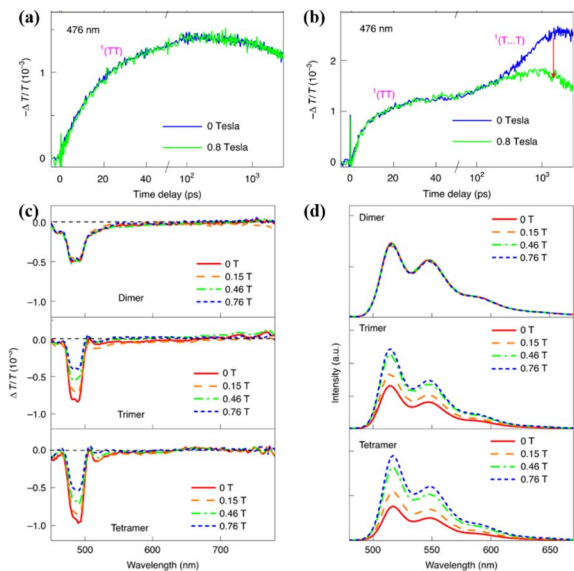 (a)
476 nm
¹(TT)
0 Tesla
0.8 Tesla
−Δ T/T (10⁻³)
0
1
0
20
40
10²
10³
Time delay (ps)
(b)
476 nm
¹(T...T)
¹(TT)
0 Tesla
0.8 Tesla
−Δ T/T (10⁻³)
0
1
2
0
20
40
10²
10³
Time delay (ps)
(c)
0.0
−0.5
−1.0
0 T
0.15 T
0.46 T
0.76 T
Dimer
0.0
−0.5
−1.0
0 T
0.15 T
0.46 T
0.76 T
Trimer
0.0
−0.5
−1.0
0 T
0.15 T
0.46 T
0.76 T
Tetramer
500
600
700
Wavelength (nm)
(d)
Dimer
0 T
0.15 T
0.46 T
0.76 T
Trimer
0 T
0.15 T
0.46 T
0.76 T
Intensity (a.u.)
Tetramer
0 T
0.15 T
0.46 T
0.76 T
500
550
600
650
Wavelength (nm)